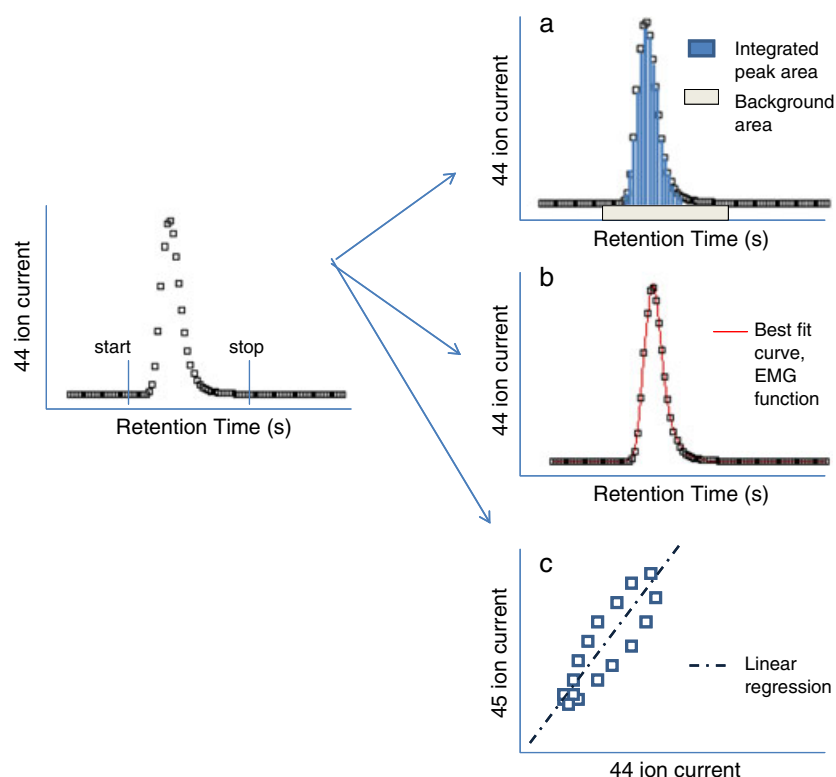 44 ion current
start
stop
Retention Time (s)
a
44 ion current
Integrated
peak area
Background
area
Retention Time (s)
b
44 ion current
Best fit
curve,
EMG
function
Retention Time (s)
c
45 ion current
Linear
regression
44 ion current